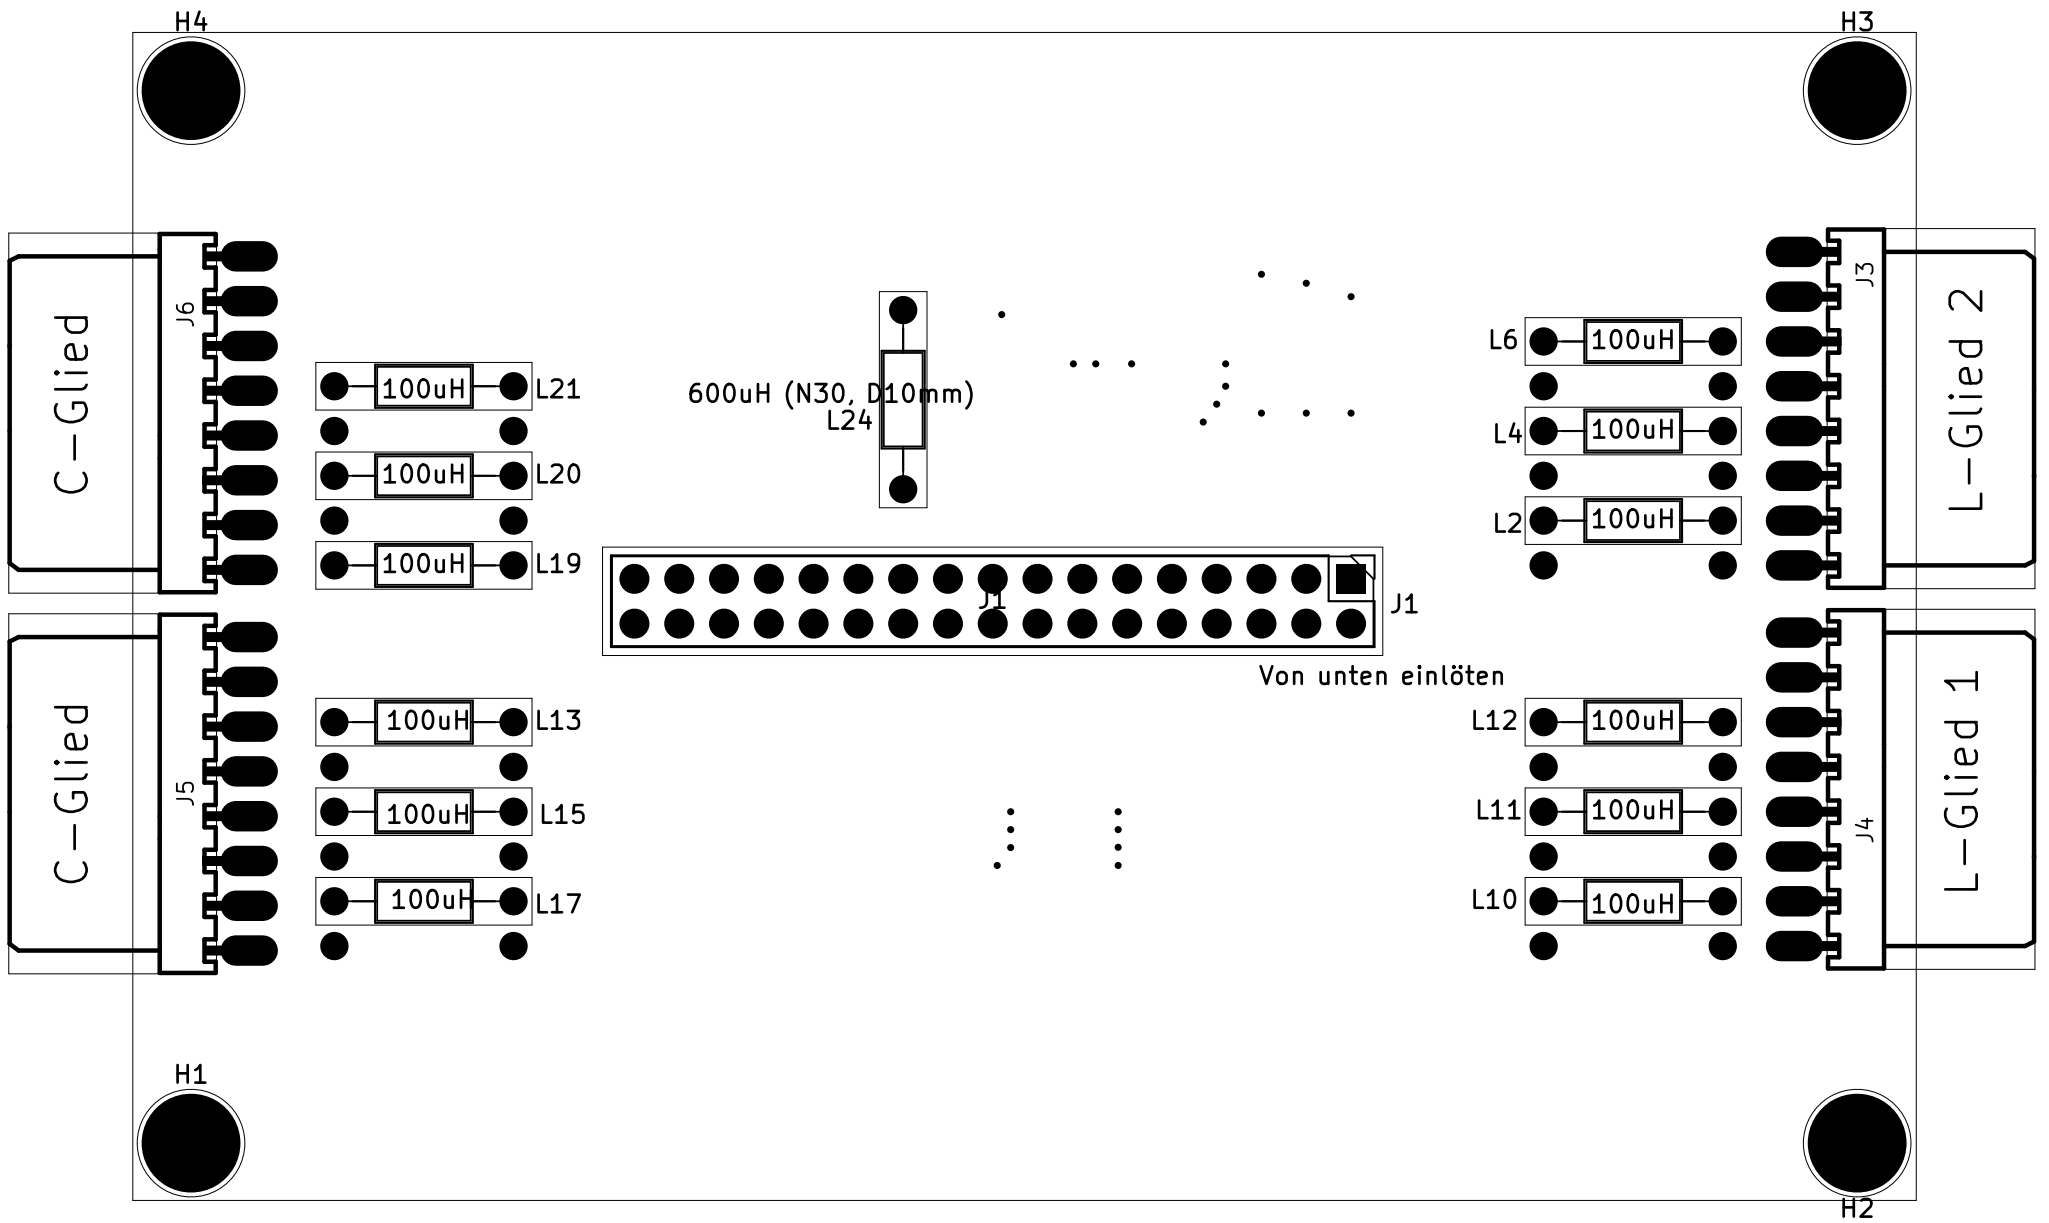 H4
H3
J6
C-Glied
J3
L-Glied 2
100uH
L21
600uH (N30, D10mm)
L24
L6
100uH
L4
100uH
100uH
L20
L2
100uH
100uH
L19
J1
J1
Von unten einlöten
C-Glied
J5
L-Glied 1
J4
100uH
L13
L12
100uH
100uH
L15
L11
100uH
100uH
L17
L10
100uH
H1
H2